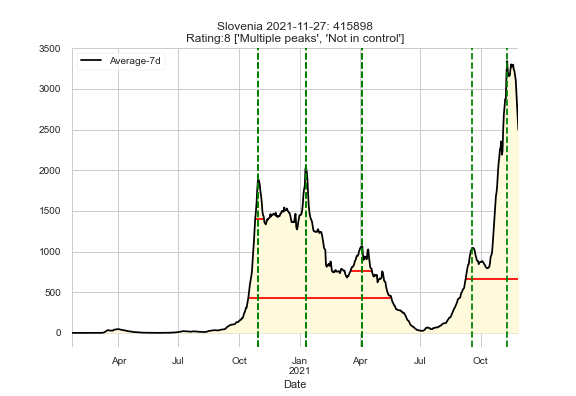 Slovenia 2021-11-27: 415898
Rating:8 ['Multiple peaks', 'Not in control']
Average-7d
3500
3000
2500
2000
1500
1000
500
0
Apr Jul Oct Jan Apr Jul Oct
2021
Date